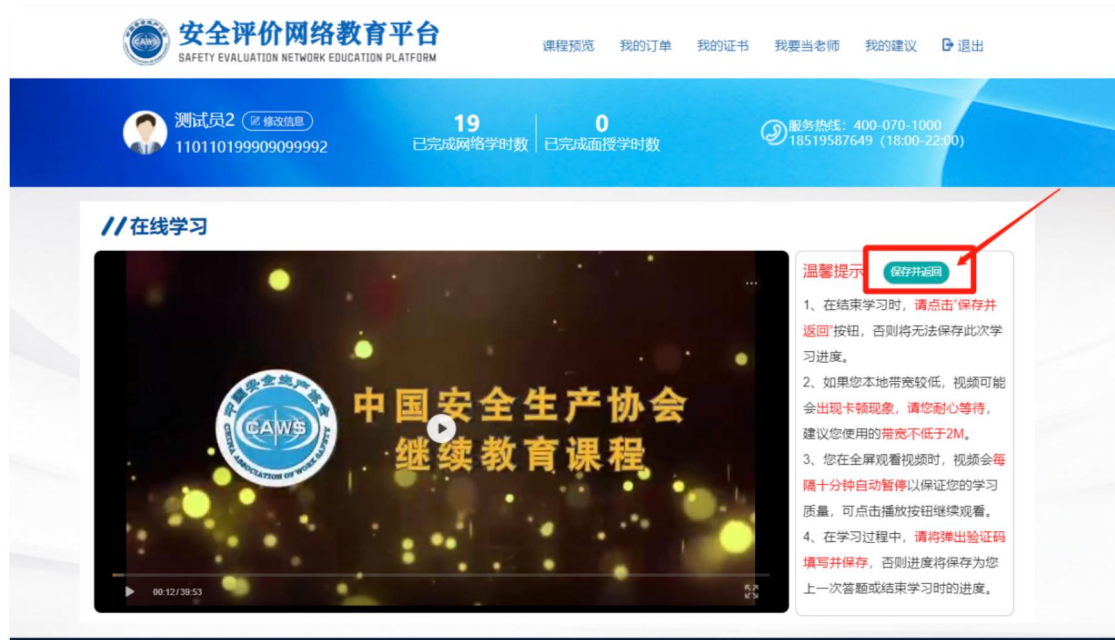 安全评价网络教育平台
SAFETY EVALUATION NETWORK EDUCATION PLATFORM
课程预览 我的订单 我的证书 我要当老师 我的建议 退出
测试员2 修改信息
110110199909099992
19
已完成网络学时数
0
已完成面授学时数
服务热线：400-070-1000
18519587649（18:00-22:00）
//在线学习
中国安全生产协会
CAWS
CHINA ASSOCIATION OF WORK SAFETY
中国安全生产协会
继续教育课程
00:12/39:53
温馨提示 保存并返回
1、在结束学习时，请点击“保存并
返回”按钮，否则将无法保存此次学
习进度。
2、如果您本地带宽较低，视频可能
会出现卡顿现象，请您耐心等待，
建议您使用的带宽不低于2M。
3、您在全屏观看视频时，视频会每
隔十分钟自动暂停以保证您的学习
质量，可点击播放按钮继续观看。
4、在学习过程中，请将弹出验证码
填写并保存，否则进度将保存为您
上一次答题或结束学习时的进度。